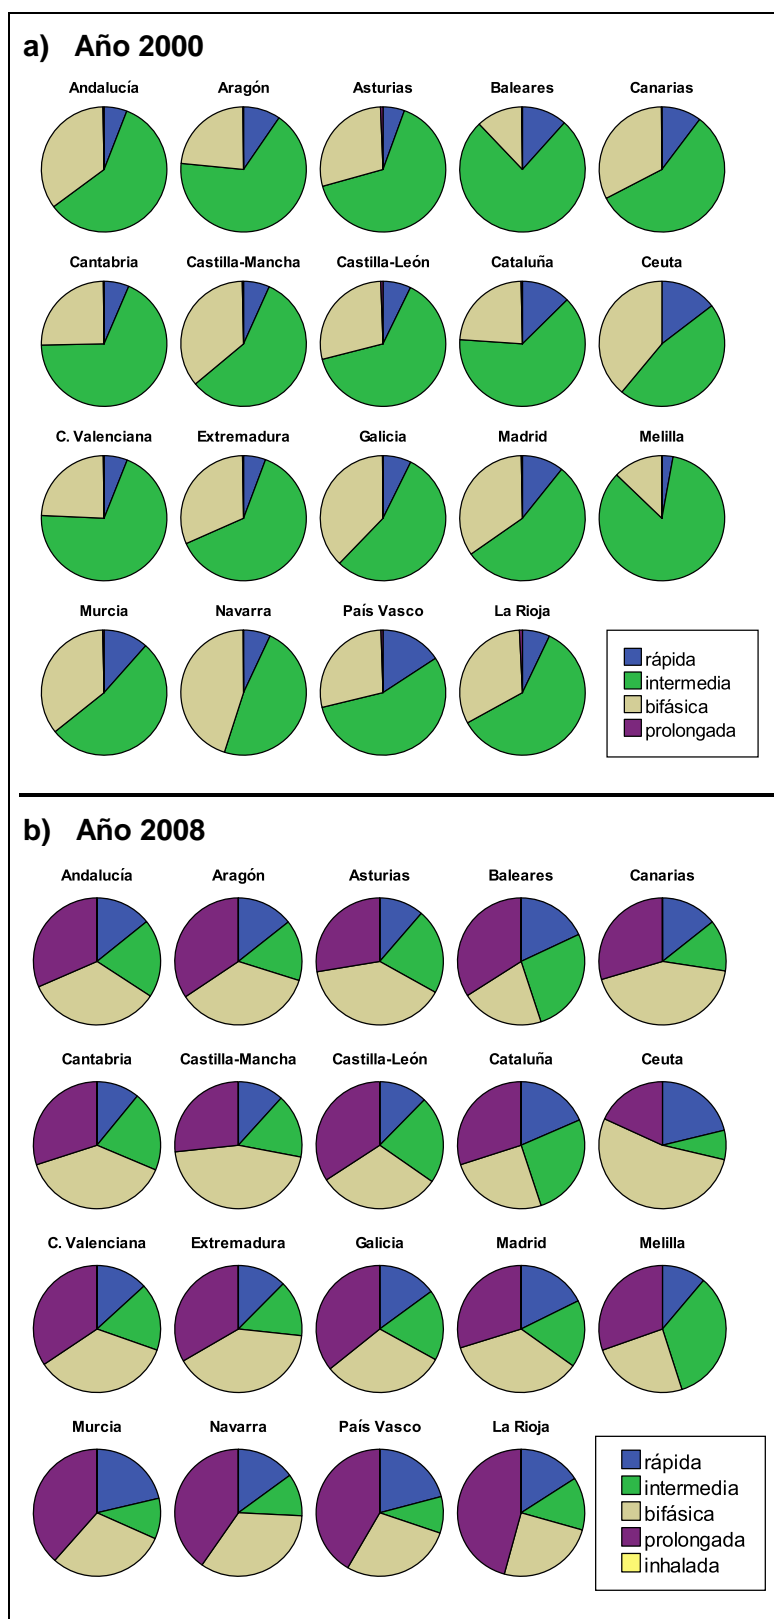 a) Año 2000
Andalucía Aragón Asturias Baleares Canarias
Cantabria Castilla-Mancha Castilla-León Cataluña Ceuta
C. Valenciana Extremadura Galicia Madrid Melilla
Murcia Navarra País Vasco La Rioja
rápida
intermedia
bifásica
prolongada
b) Año 2008
Andalucía Aragón Asturias Baleares Canarias
Cantabria Castilla-Mancha Castilla-León Cataluña Ceuta
C. Valenciana Extremadura Galicia Madrid Melilla
Murcia Navarra País Vasco La Rioja
rápida
intermedia
bifásica
prolongada
inhalada